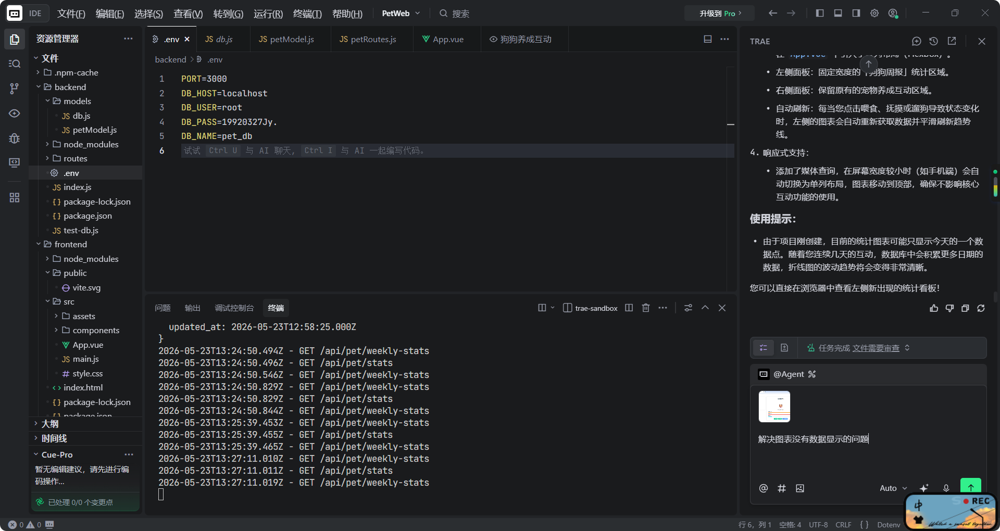 IDE 文件(F) 编辑(E) 选择(S) 查看(V) 转到(G) 运行(R) 终端(T) 帮助(H) PetWeb 搜索 升级到 Pro
资源管理器
文件
.npm-cache
backend
models
db.js
petModel.js
node_modules
routes
.env
index.js
package-lock.json
package.json
test-db.js
frontend
node_modules
public
vite.svg
src
assets
components
App.vue
main.js
style.css
index.html
package-lock.json
package.json
大纲
时间线
Cue-Pro
暂无编辑建议，请先进行编
码操作...
已处理 0/0 个变更点
.env db.js petModel.js petRoutes.js App.vue 狗狗养成互动
backend .env
1 PORT=3000
2 DB_HOST=localhost
3 DB_USER=root
4 DB_PASS=19920327Jy.
5 DB_NAME=pet_db
6 试试 Ctrl U 与 AI 聊天, Ctrl I 与 AI 一起编写代码。
问题 输出 调试控制台 终端 trae-sandbox
updated_at: 2026-05-23T12:58:25.000Z
}
2026-05-23T13:24:50.494Z - GET /api/pet/weekly-stats
2026-05-23T13:24:50.496Z - GET /api/pet/stats
2026-05-23T13:24:50.546Z - GET /api/pet/weekly-stats
2026-05-23T13:24:50.829Z - GET /api/pet/weekly-stats
2026-05-23T13:24:50.829Z - GET /api/pet/stats
2026-05-23T13:24:50.844Z - GET /api/pet/weekly-stats
2026-05-23T13:25:39.453Z - GET /api/pet/weekly-stats
2026-05-23T13:25:39.455Z - GET /api/pet/stats
2026-05-23T13:25:39.465Z - GET /api/pet/weekly-stats
2026-05-23T13:27:11.010Z - GET /api/pet/weekly-stats
2026-05-23T13:27:11.011Z - GET /api/pet/stats
2026-05-23T13:27:11.019Z - GET /api/pet/weekly-stats
TRAE
在 App.vue
左侧面板：固定宽度的「狗狗周报」统计区域。
右侧面板：保留原有的宠物养成互动区域。
自动刷新：每当您点击喂食、抚摸或遛狗导致状态变化
时，左侧的图表会自动重新获取数据并平滑刷新趋势
线。
4. 响应式支持：
添加了媒体查询，在屏幕宽度较小时（如手机端）会自
动切换为单列布局，图表移动到顶部，确保不影响核心
互动功能的使用。
使用提示：
由于项目刚创建，目前的统计图表可能只显示今天的一个数
据点。随着您连续几天的互动，数据库中会积累更多日期的
数据，折线图的波动趋势将会变得非常清晰。
您可以直接在浏览器中查看左侧新出现的统计看板！
任务完成 文件需要审查
@Agent
解决图表没有数据显示的问题
Auto
中 REC
Watch a sunset together
0 0 行 6，列 1 空格: 4 UTF-8 CRLF { } Dotenv